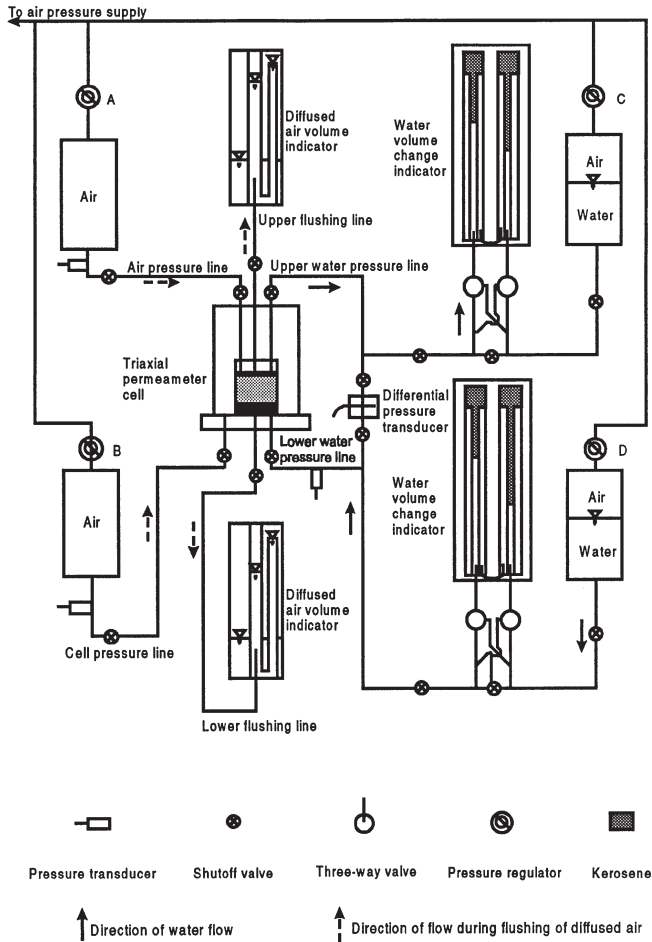 To air pressure supply
A
Air
Diffused
air volume
indicator
Water
volume
change
indicator
C
Air
Water
Upper flushing line
Air pressure line
Upper water pressure line
Triaxial
permeameter
cell
Differential
pressure
transducer
Lower water
pressure line
B
Air
Water
volume
change
indicator
D
Air
Water
Diffused
air volume
indicator
Cell pressure line
Lower flushing line
Pressure transducer
Shutoff valve
Three-way valve
Pressure regulator
Kerosene
Direction of water flow
Direction of flow during flushing of diffused air